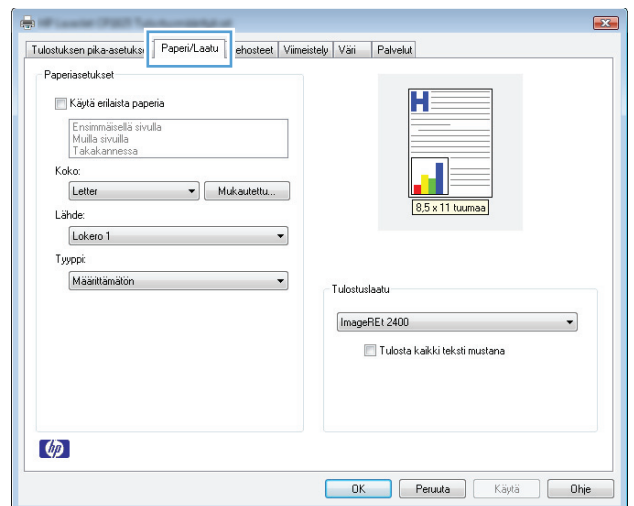 Tulostuksen pika-asetukse
Paperi/Laatu
ehosteet
Viimeistely
Väri
Palvelut
Paperiasetukset
Käytä erilaista paperia
Ensimmäisellä sivulla
Muilla sivuilla
Takakannessa
Koko:
Letter
Mukautettu...
Lähde:
Lokero 1
Tyyppi:
Määrittämätön
H
8,5 x 11 tuumaa
Tulostuslaatu
ImageREt 2400
Tulosta kaikki teksti mustana
hp
OK
Peruuta
Käytä
Ohje